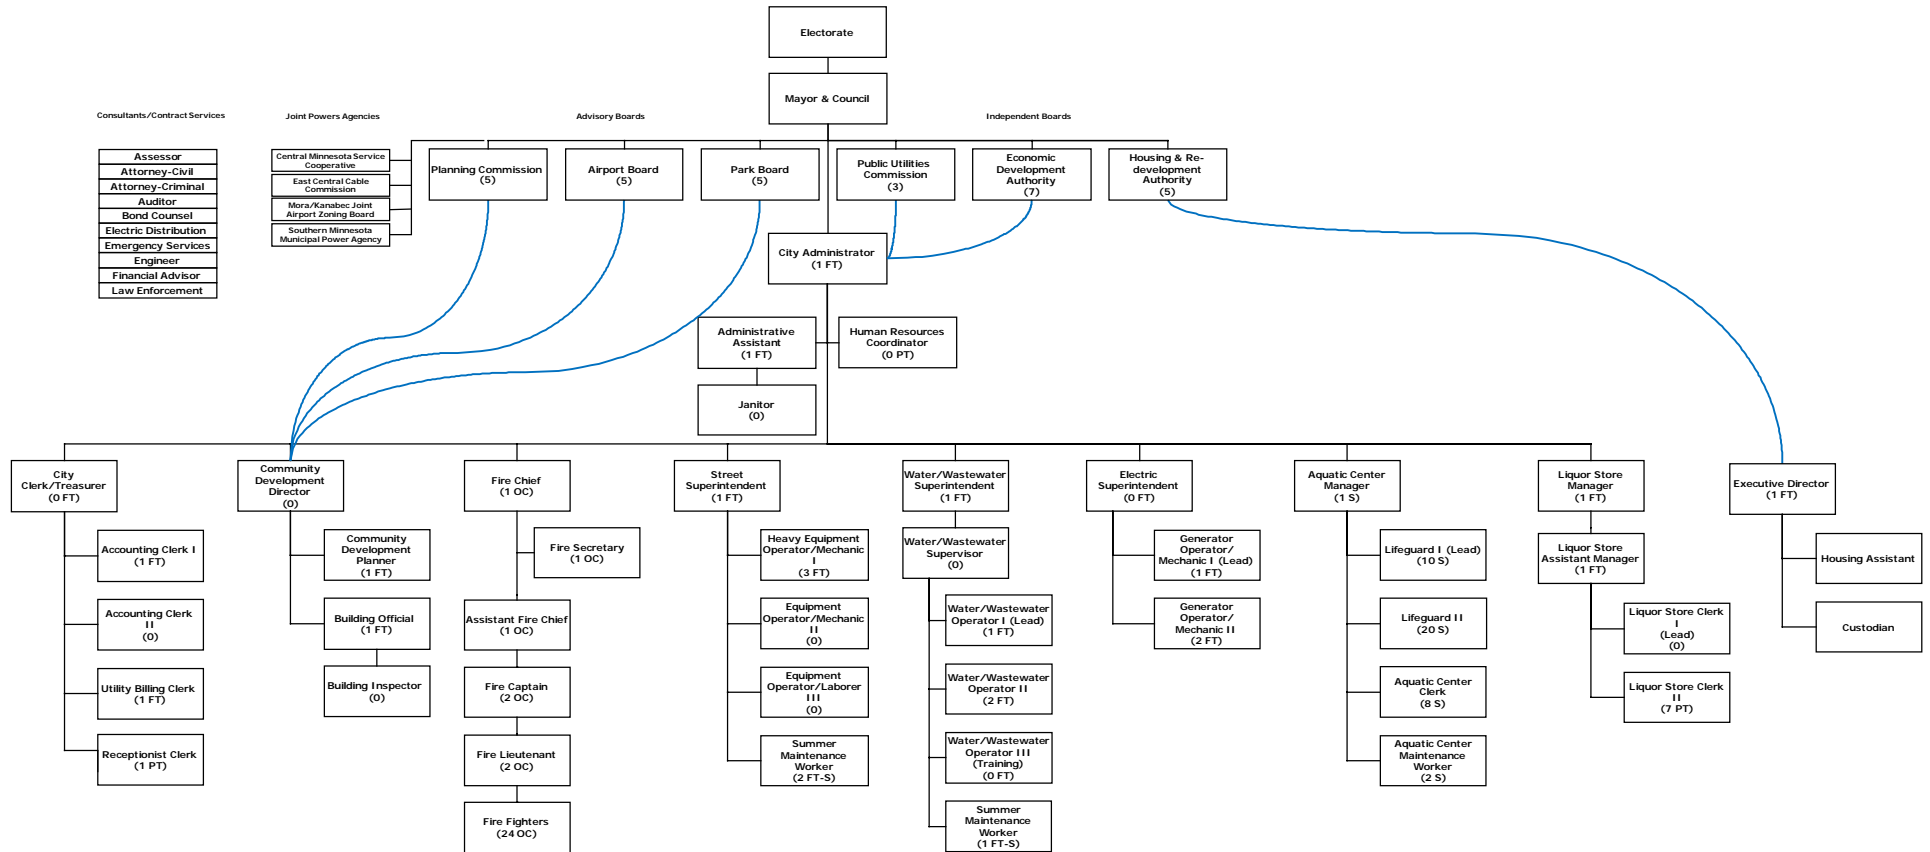 Electorate
Mayor & Council
Consultants/Contract Services
Joint Powers Agencies
Advisory Boards
Independent Boards
Assessor
Attorney-Civil
Attorney-Criminal
Auditor
Bond Counsel
Electric Distribution
Emergency Services
Engineer
Financial Advisor
Law Enforcement
Central Minnesota Service
Cooperative
East Central Cable
Commission
Mora/Kanabec Joint
Airport Zoning Board
Southern Minnesota
Municipal Power Agency
Planning Commission
(5)
Airport Board
(5)
Park Board
(5)
Public Utilities
Commission
(3)
Economic
Development
Authority
(7)
Housing & Re-
development
Authority
(5)
City Administrator
(1 FT)
Administrative
Assistant
(1 FT)
Human Resources
Coordinator
(0 PT)
Janitor
(0)
City
Clerk/Treasurer
(0 FT)
Accounting Clerk I
(1 FT)
Accounting Clerk
II
(0)
Utility Billing Clerk
(1 FT)
Receptionist Clerk
(1 PT)
Community
Development
Director
(0)
Community
Development
Planner
(1 FT)
Building Official
(1 FT)
Building Inspector
(0)
Fire Chief
(1 OC)
Fire Secretary
(1 OC)
Assistant Fire Chief
(1 OC)
Fire Captain
(2 OC)
Fire Lieutenant
(2 OC)
Fire Fighters
(24 OC)
Street
Superintendent
(1 FT)
Heavy Equipment
Operator/Mechanic
I
(3 FT)
Equipment
Operator/Mechanic
II
(0)
Equipment
Operator/Laborer
III
(0)
Summer
Maintenance
Worker
(2 FT-S)
Water/Wastewater
Superintendent
(1 FT)
Water/Wastewater
Supervisor
(0)
Water/Wastewater
Operator I (Lead)
(1 FT)
Water/Wastewater
Operator II
(2 FT)
Water/Wastewater
Operator III
(Training)
(0 FT)
Summer
Maintenance
Worker
(1 FT-S)
Electric
Superintendent
(0 FT)
Generator
Operator/
Mechanic I (Lead)
(1 FT)
Generator
Operator/
Mechanic II
(2 FT)
Aquatic Center
Manager
(1 S)
Lifeguard I (Lead)
(10 S)
Lifeguard II
(20 S)
Aquatic Center
Clerk
(8 S)
Aquatic Center
Maintenance
Worker
(2 S)
Liquor Store
Manager
(1 FT)
Liquor Store
Assistant Manager
(1 FT)
Liquor Store Clerk
I
(Lead)
(0)
Liquor Store Clerk
II
(7 PT)
Executive Director
(1 FT)
Housing Assistant
Custodian